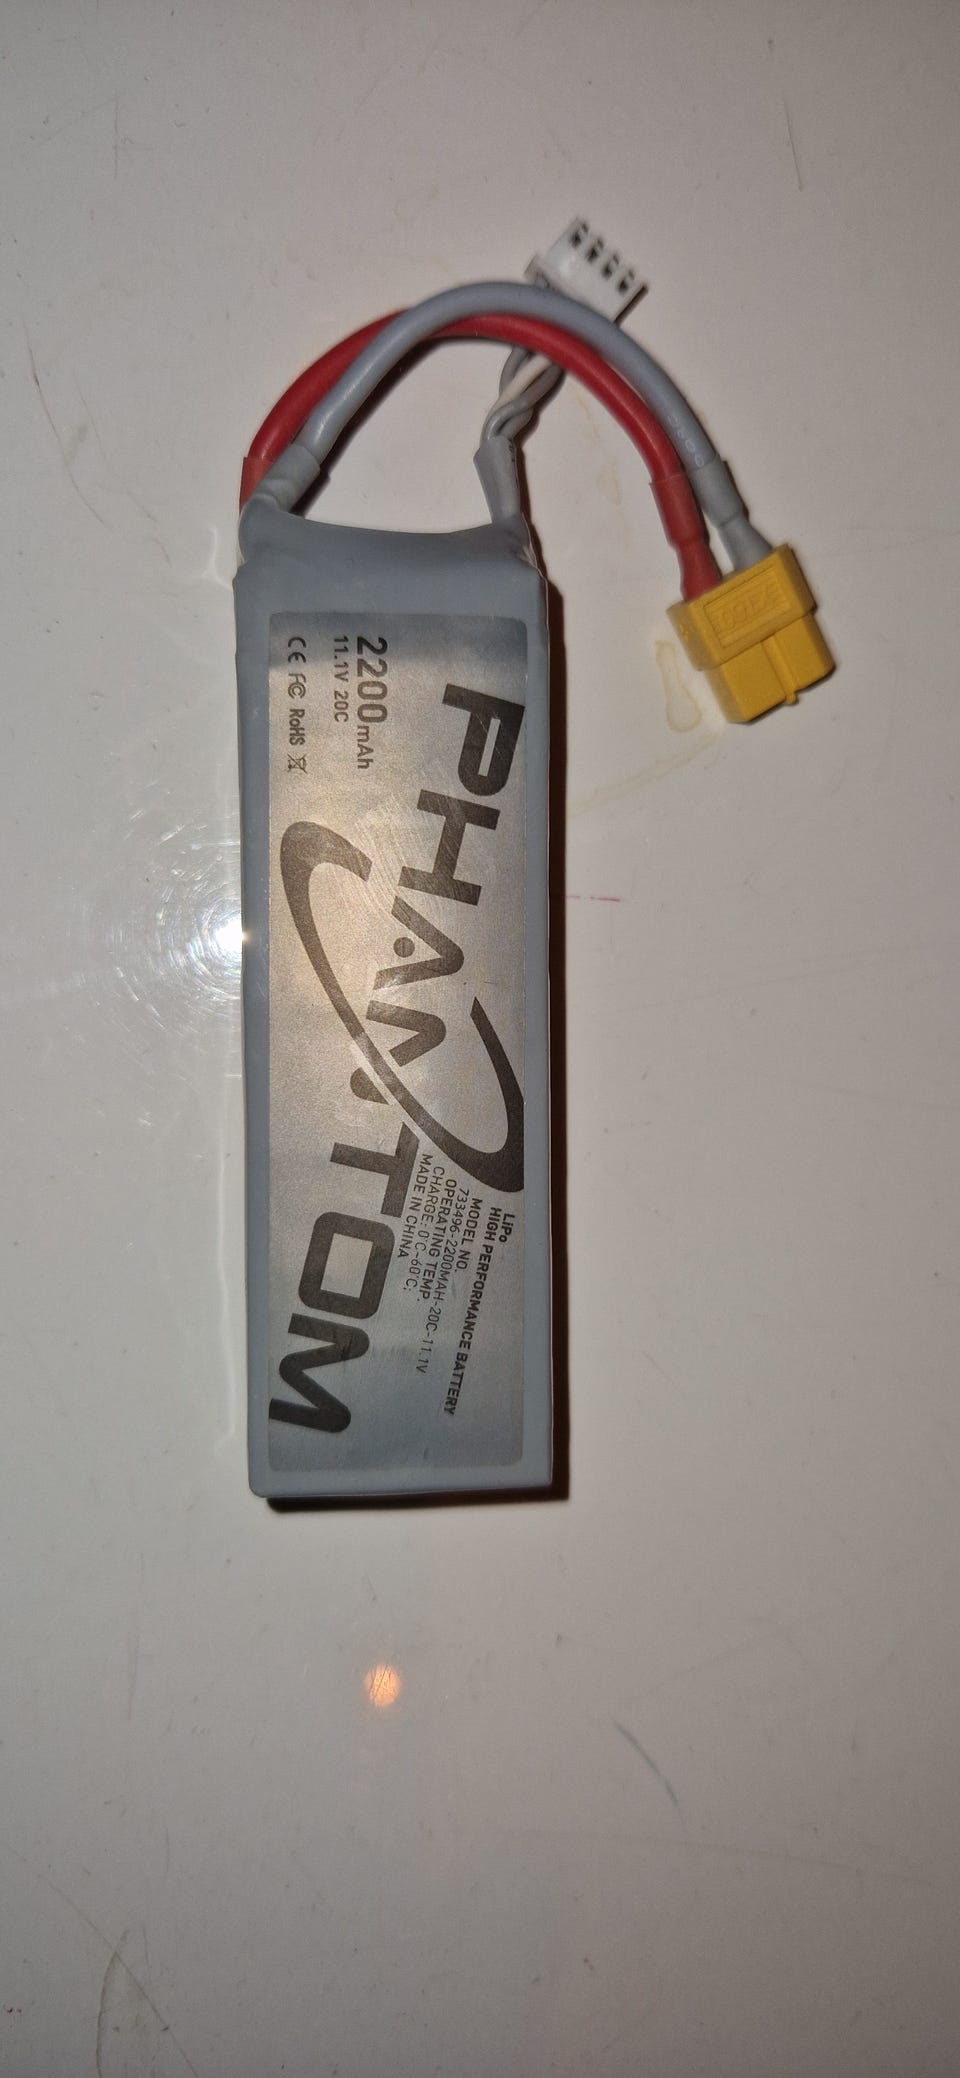 2200mAh
11.1V 20C
CE FC RoHS
PHANTOM
LiPo
HIGH PERFORMANCE BATTERY
MODEL NO.
733496-2200MAH-20C-11.1V
OPERATING TEMP.
CHARGE: 0°C~60°C;
MADE IN CHINA